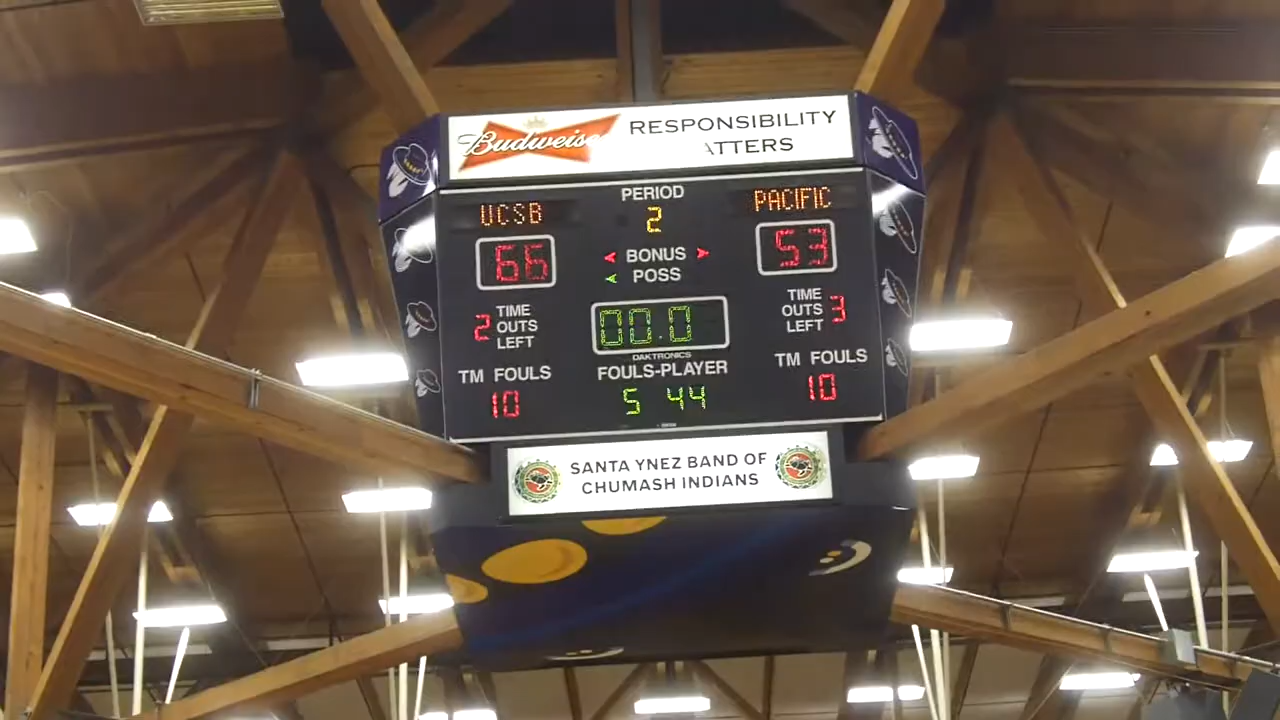 Budweiser
RESPONSIBILITY
ATTERS
PERIOD
UCSB 2 PACIFIC
66 BONUS 53
POSS
TIME OUTS LEFT 2
00.0
TIME OUTS LEFT 3
DAKTRONICS
TM FOULS FOULS-PLAYER TM FOULS
10 5 44 10
SANTA YNEZ BAND OF
CHUMASH INDIANS